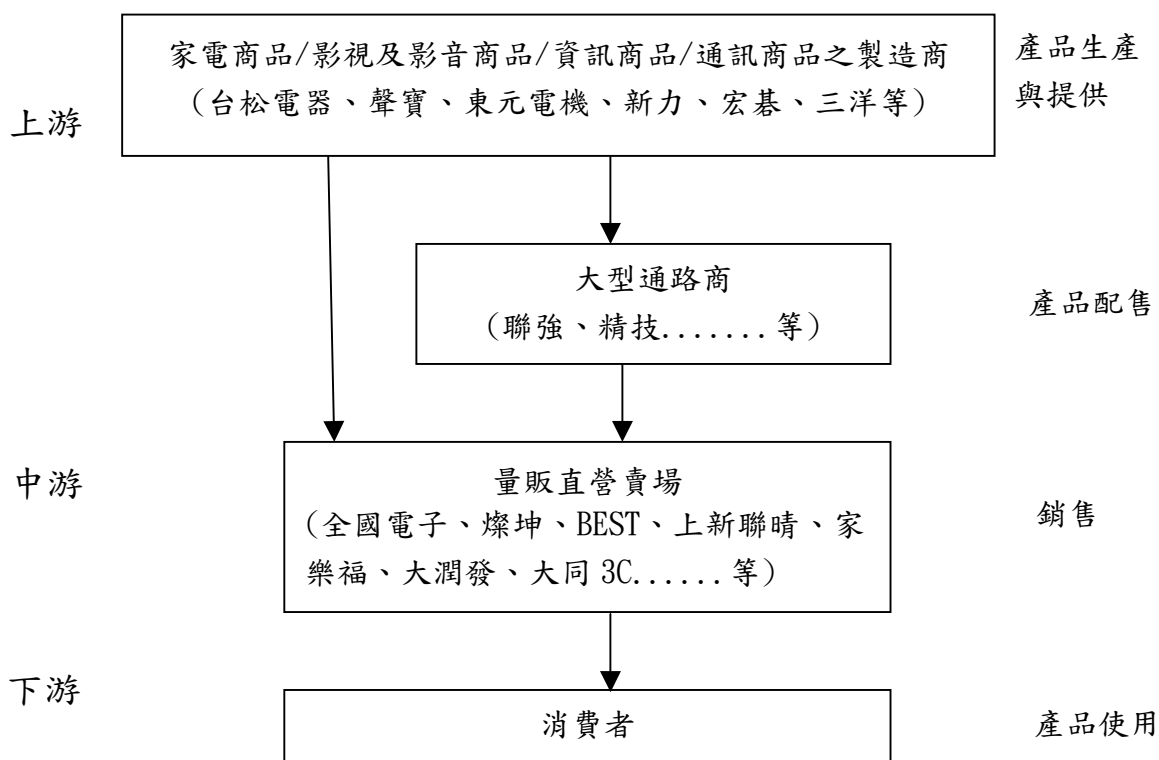 家電商品/影視及影音商品/資訊商品/通訊商品之製造商
(台松電器、聲寶、東元電機、新力、宏碁、三洋等)
產品生產
與提供
上游
大型通路商
(聯強、精技.......等)
產品配售
中游
量販直營賣場
(全國電子、燦坤、BEST、上新聯晴、家
樂福、大潤發、大同 3C......等)
銷售
下游
消費者
產品使用